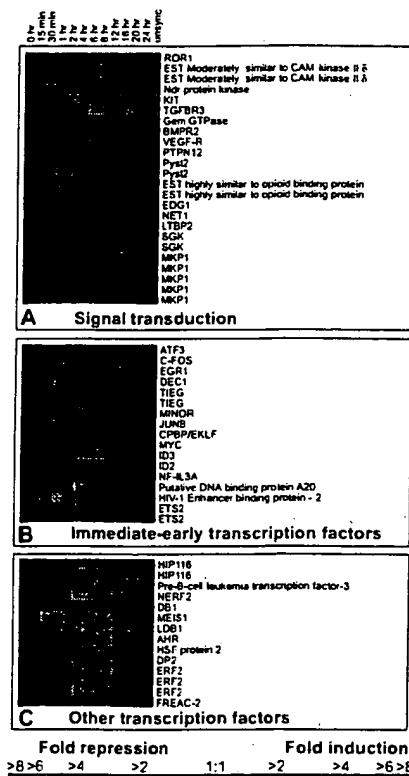 0 hr
15 min
30 min
1 hr
2 hr
4 hr
6 hr
8 hr
12 hr
16 hr
20 hr
24 hr
unsync
ROR1
EST Moderately similar to CAM kinase II δ
EST Moderately similar to CAM kinase II δ
Ndr protein kinase
KIT
TGFBR3
Gem GTPase
BMPR2
VEGF-R
PTPN12
Pyst2
Pyst2
EST highly similar to opioid binding protein
EST highly similar to opioid binding protein
EDG1
NET1
LTBP2
SGK
SGK
MKP1
MKP1
MKP1
MKP1
MKP1
A Signal transduction
ATF3
C-FOS
EGR1
DEC1
TIEG
TIEG
MINOR
JUNB
CPBP/EKLF
MYC
ID3
ID2
NF-IL3A
Putative DNA binding protein A20
HIV-1 Enhancer binding protein - 2
ETS2
ETS2
B Immediate-early transcription factors
HIP116
HIP116
Pre-B-cell leukemia transcription factor-3
NERF2
DB1
MEIS1
LDB1
AHR
HSF protein 2
DP2
ERF2
ERF2
ERF2
FREAC-2
C Other transcription factors
Fold repression Fold induction
>8 >6 >4 >2 1:1 >2 >4 >6 >8